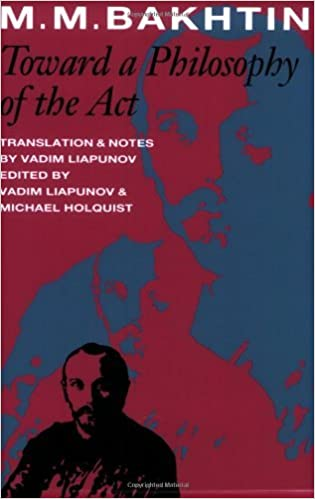 M.M.BAKHTIN
Toward a Philosophy
of the Act
TRANSLATION & NOTES
BY VADIM LIAPUNOV
EDITED BY
VADIM LIAPUNOV &
MICHAEL HOLQUIST